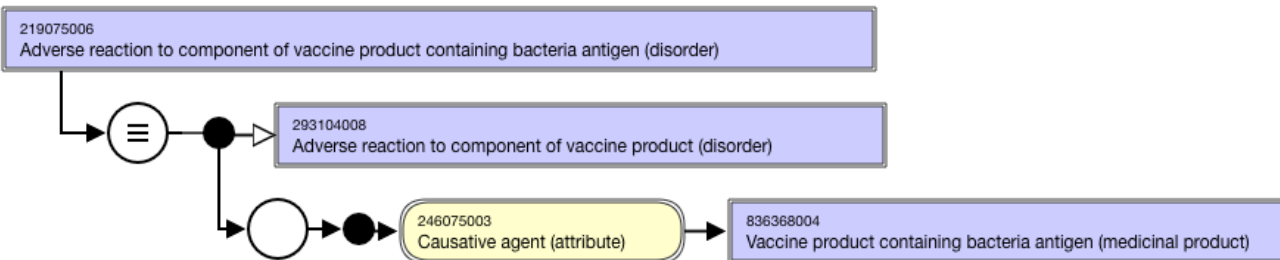 219075006
Adverse reaction to component of vaccine product containing bacteria antigen (disorder)
293104008
Adverse reaction to component of vaccine product (disorder)
246075003
Causative agent (attribute)
836368004
Vaccine product containing bacteria antigen (medicinal product)